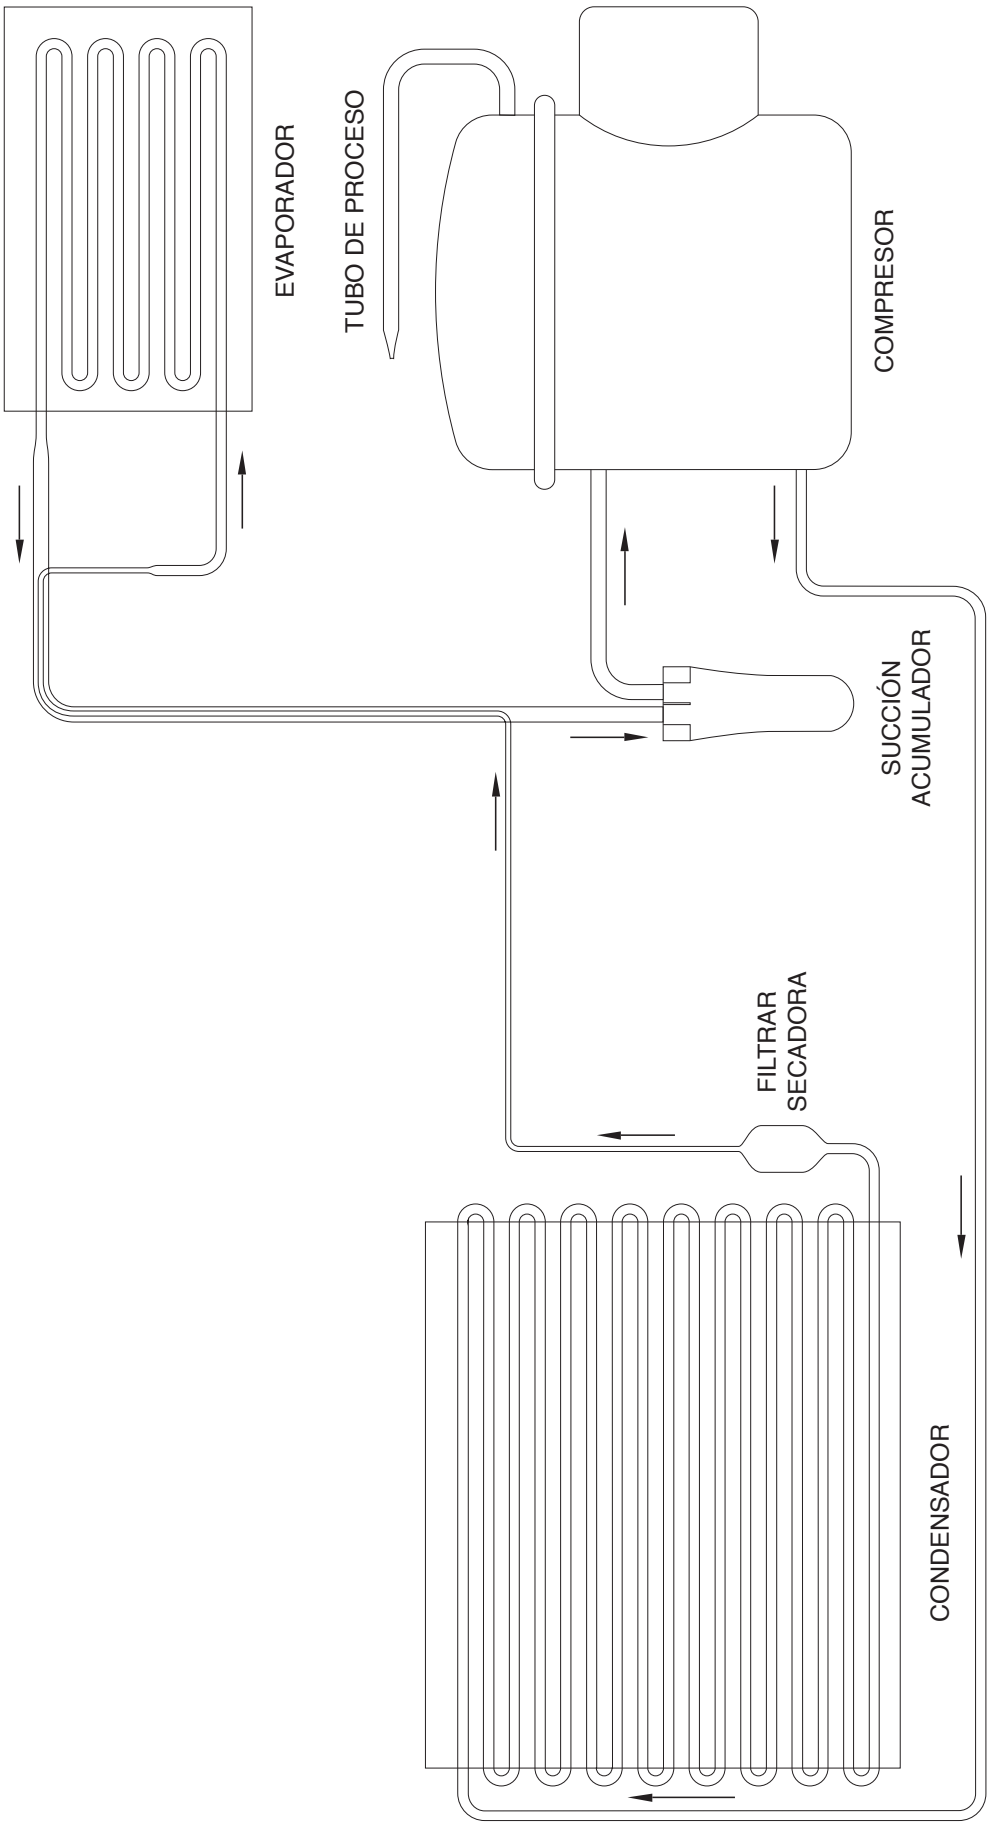 EVAPORADOR
TUBO DE PROCESO
COMPRESOR
SUCCIÓN
ACUMULADOR
FILTRAR
SECADORA
CONDENSADOR